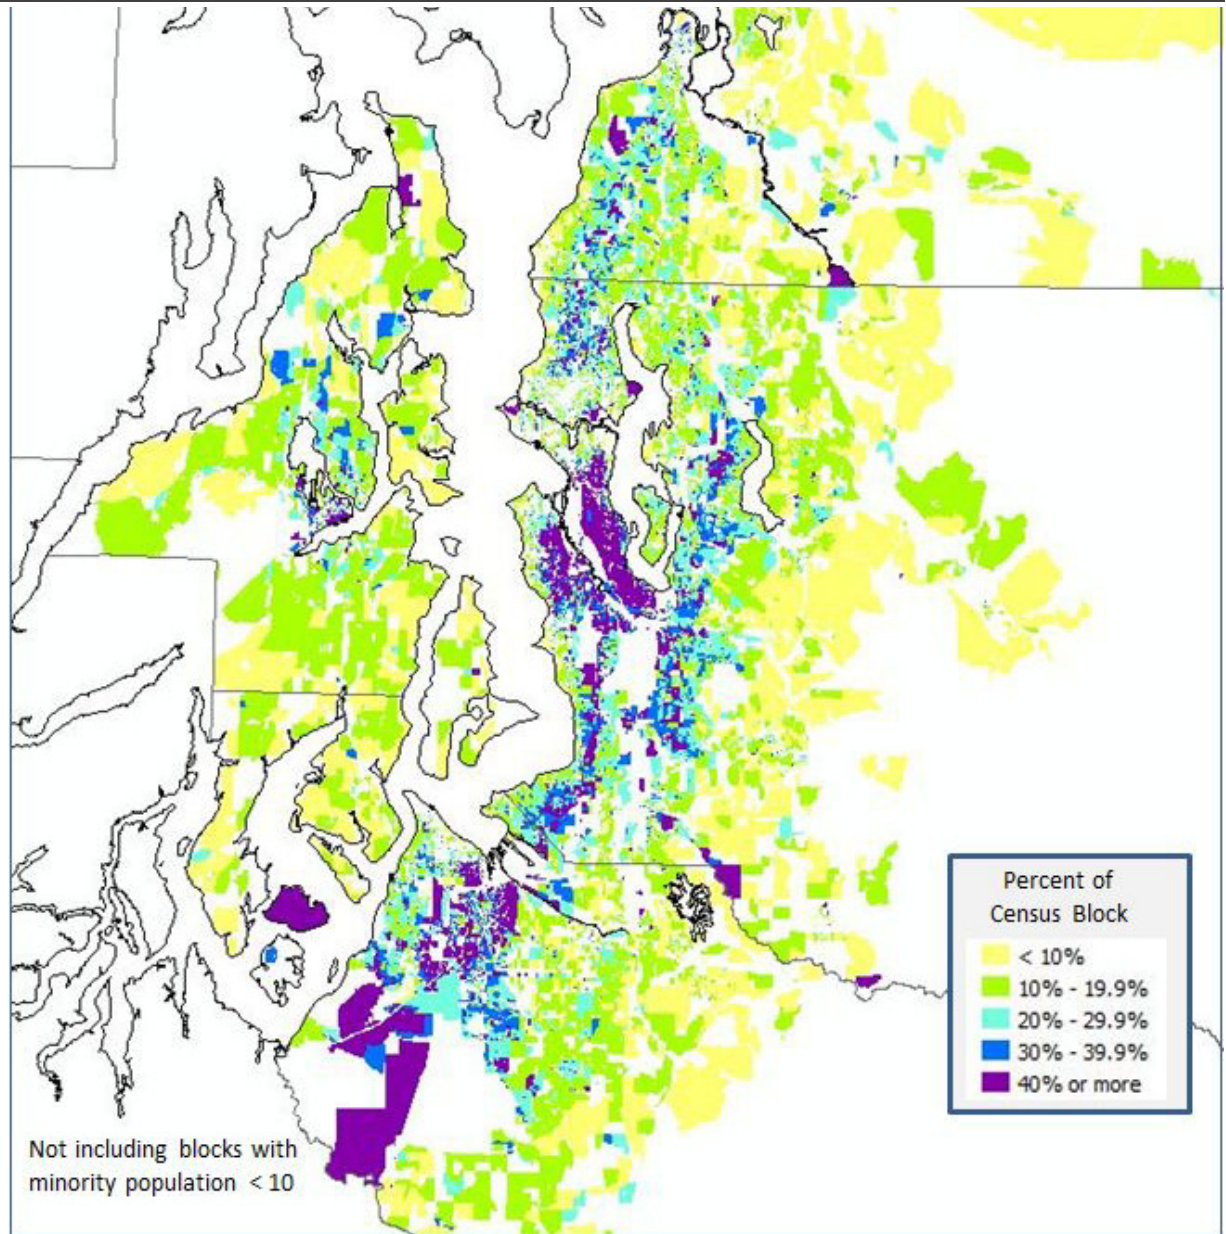 Percent of
Census Block
< 10%
10% - 19.9%
20% - 29.9%
30% - 39.9%
40% or more
Not including blocks with
minority population < 10